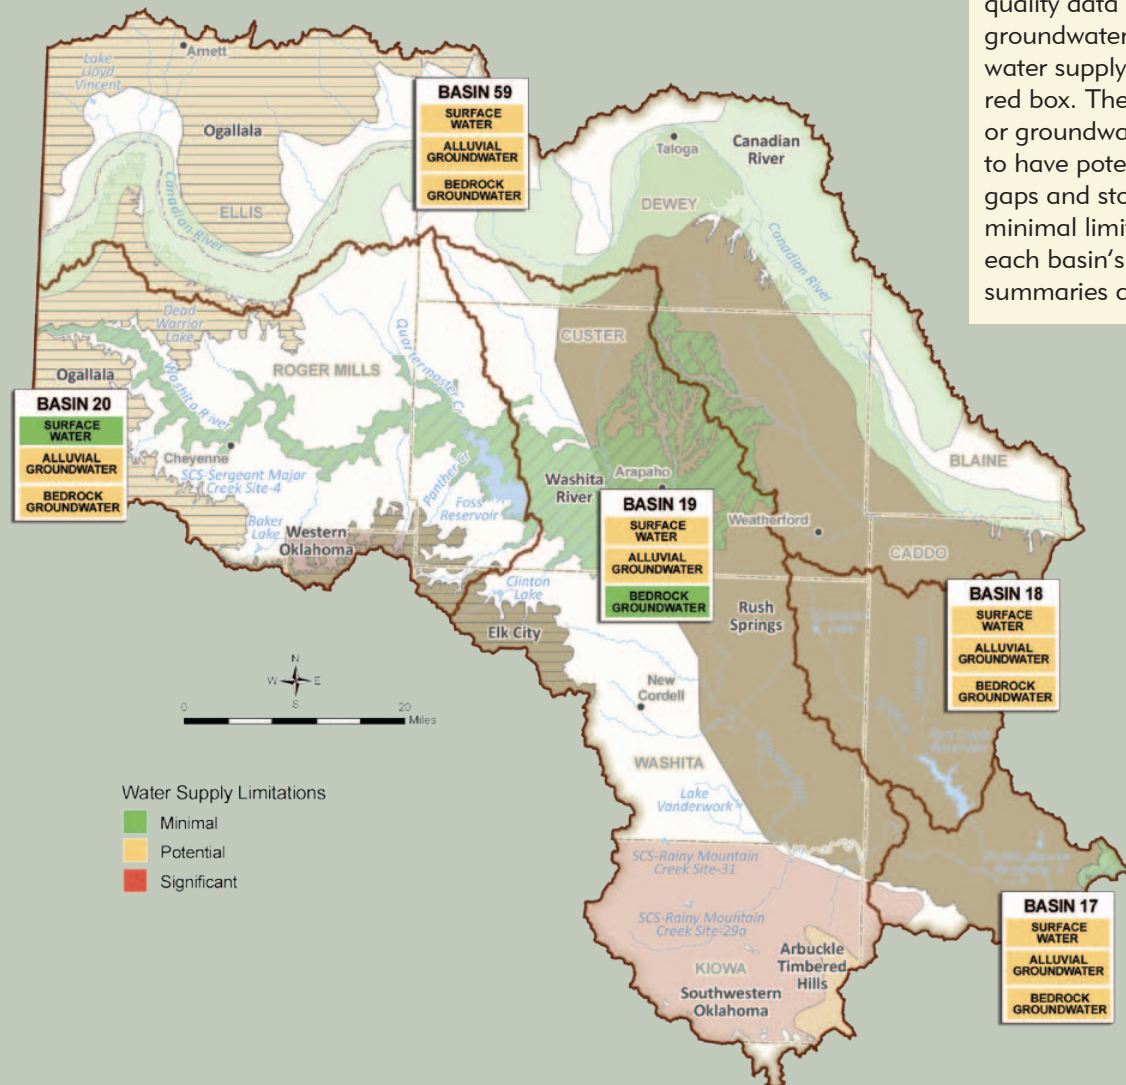 quality data
groundwater
water supply
red box. The
or groundwa
to have pote
gaps and sto
minimal limi
each basin's
summaries a
Arnett
Lake
Lloyd
Vincent
Ogallala
ELLIS
Canadian River
BASIN 59
SURFACE
WATER
ALLUVIAL
GROUNDWATER
BEDROCK
GROUNDWATER
Taloga
Canadian
River
DEWEY
Canadian River
Dead
Warrior
Lake
Ogallala
Washita River
ROGER MILLS
Quartermaster Cr
CUSTER
BASIN 20
SURFACE
WATER
ALLUVIAL
GROUNDWATER
BEDROCK
GROUNDWATER
Cheyenne
SCS-Sergeant Major
Creek Site-4
Baker
Lake
Western
Oklahoma
Panther Cr
Foss
Reservoir
Washita
River
Arapaho
BLAINE
BASIN 19
SURFACE
WATER
ALLUVIAL
GROUNDWATER
BEDROCK
GROUNDWATER
Weatherford
CADDO
Clinton
Lake
Elk City
Rush
Springs
BASIN 18
SURFACE
WATER
ALLUVIAL
GROUNDWATER
BEDROCK
GROUNDWATER
N
W E
S
0 20
Miles
New
Cordell
WASHITA
Lake
Vanderwork
Fort Cobb
Reservoir
Water Supply Limitations
Minimal
Potential
Significant
SCS-Rainy Mountain
Creek Site-31
SCS-Rainy Mountain
Creek Site-29a
KIOWA
Southwestern
Oklahoma
Arbuckle
Timbered
Hills
BASIN 17
SURFACE
WATER
ALLUVIAL
GROUNDWATER
BEDROCK
GROUNDWATER